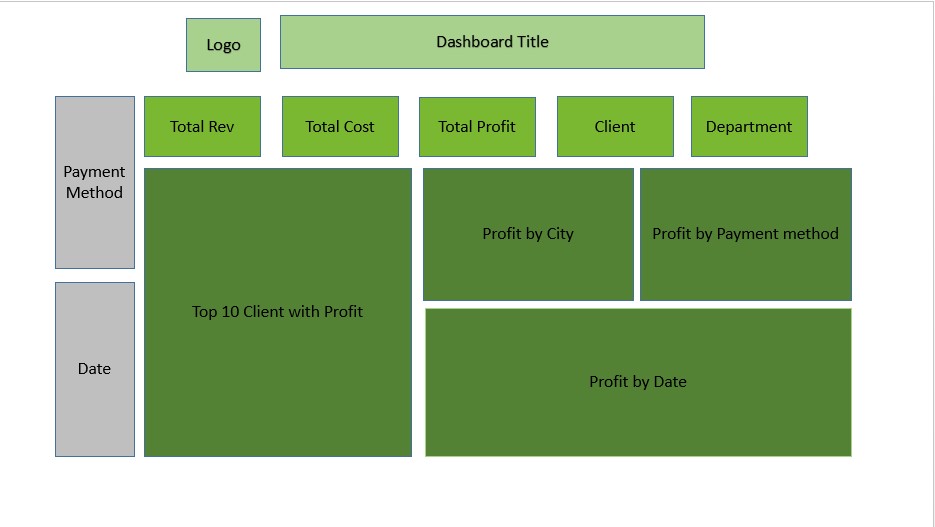 Logo
Dashboard Title
Payment
Method
Total Rev
Total Cost
Total Profit
Client
Department
Top 10 Client with Profit
Profit by City
Profit by Payment method
Date
Profit by Date